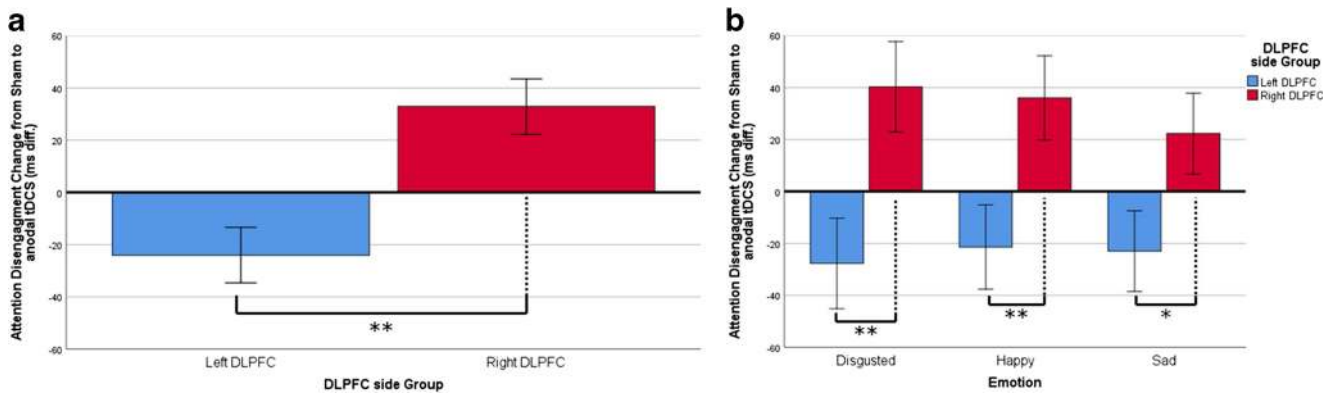 a
Attention Disengagment Change from Sham to
anodal tDCS (ms diff.)
60
40
20
0
-20
-40
-60
**
Left DLPFC
Right DLPFC
DLPFC side Group
b
Attention Disengagment Change from Sham to
anodal tDCS (ms diff.)
60
40
20
0
-20
-40
-60
**
**
*
Disgusted
Happy
Sad
Emotion
DLPFC
side Group
Left DLPFC
Right DLPFC